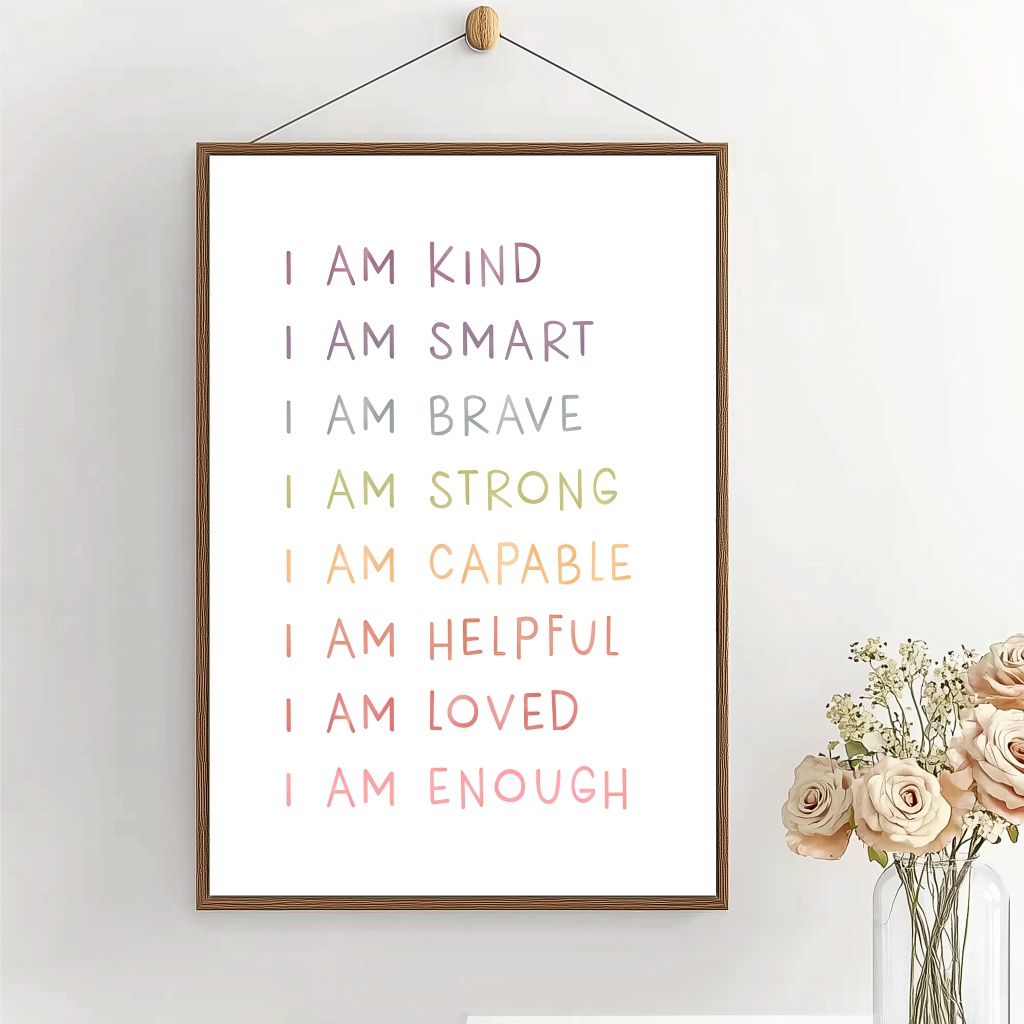 I AM KIND
I AM SMART
I AM BRAVE
I AM STRONG
I AM CAPABLE
I AM HELPFUL
I AM LOVED
I AM ENOUGH